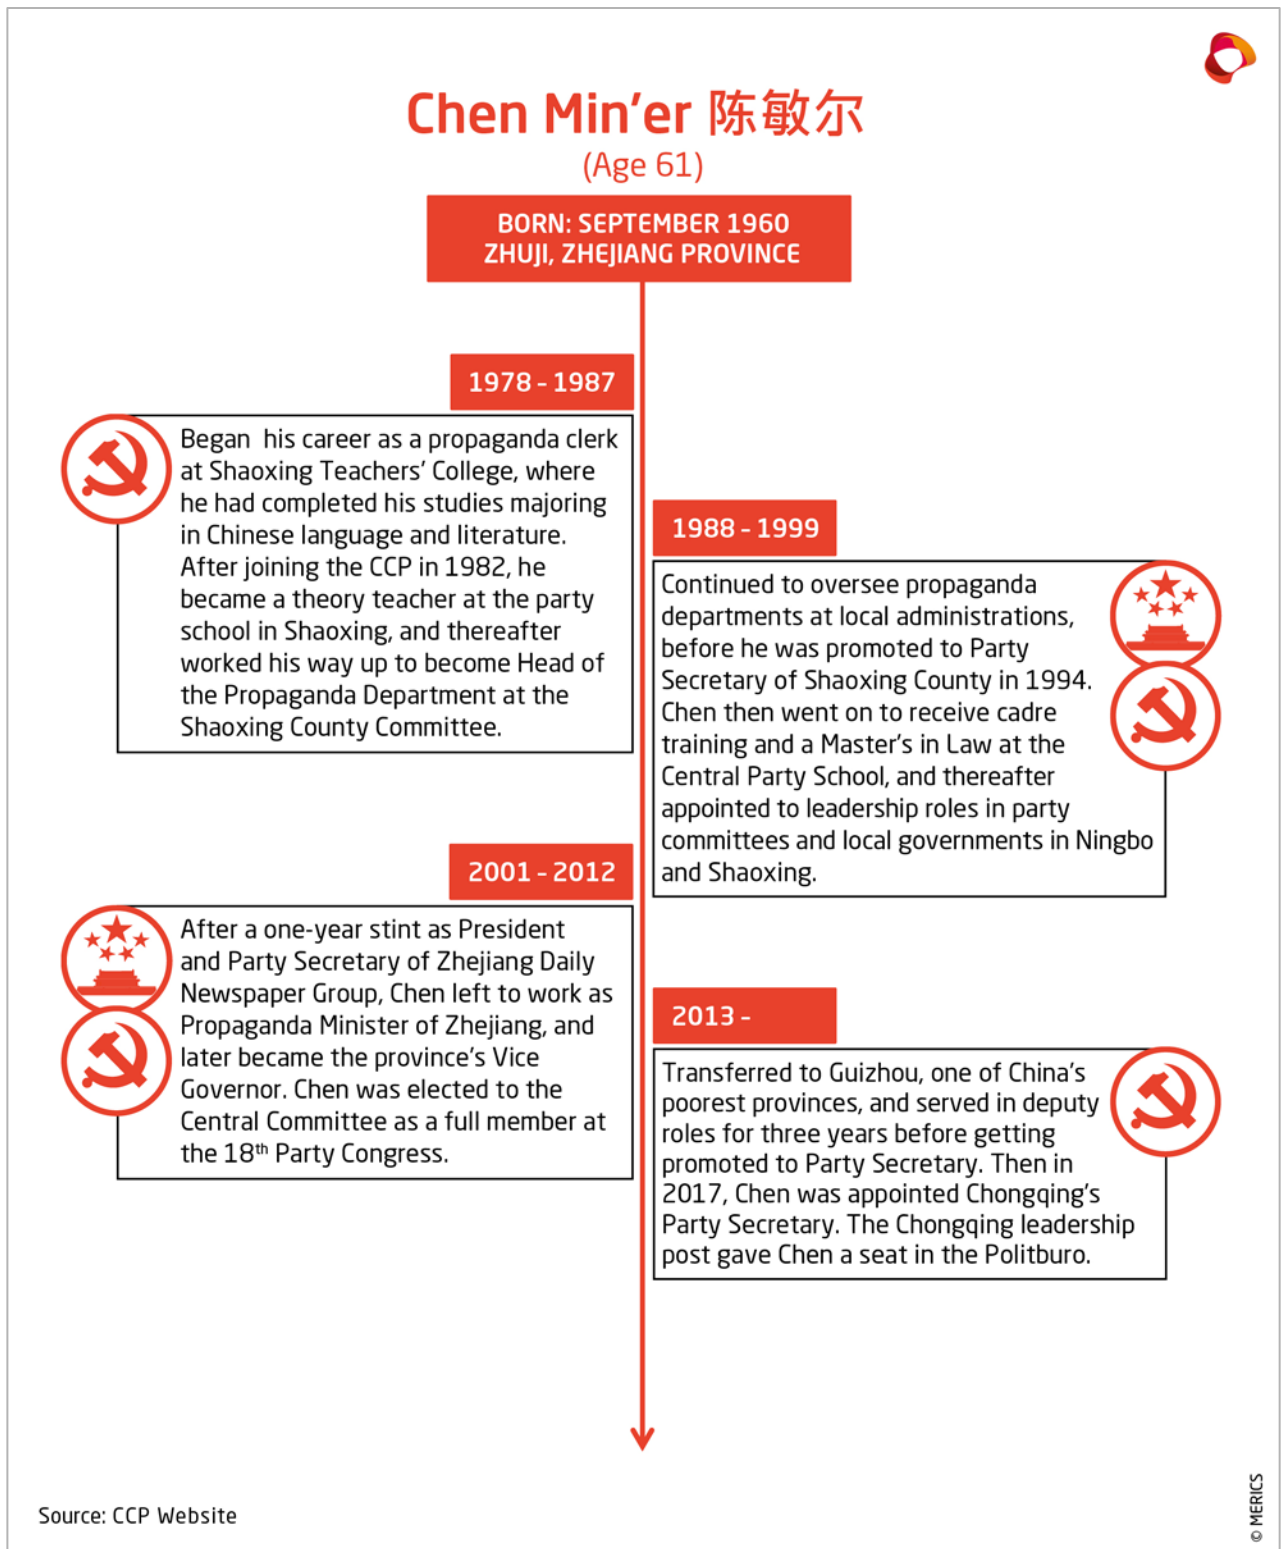 Chen Min’er 陈敏尔
(Age 61)
BORN: SEPTEMBER 1960
ZHUJI, ZHEJIANG PROVINCE
1978 - 1987
Began his career as a propaganda clerk
at Shaoxing Teachers’ College, where
he had completed his studies majoring
in Chinese language and literature.
After joining the CCP in 1982, he
became a theory teacher at the party
school in Shaoxing, and thereafter
worked his way up to become Head of
the Propaganda Department at the
Shaoxing County Committee.
1988 - 1999
Continued to oversee propaganda
departments at local administrations,
before he was promoted to Party
Secretary of Shaoxing County in 1994.
Chen then went on to receive cadre
training and a Master’s in Law at the
Central Party School, and thereafter
appointed to leadership roles in party
committees and local governments in Ningbo
and Shaoxing.
2001 - 2012
After a one-year stint as President
and Party Secretary of Zhejiang Daily
Newspaper Group, Chen left to work as
Propaganda Minister of Zhejiang, and
later became the province’s Vice
Governor. Chen was elected to the
Central Committee as a full member at
the 18th Party Congress.
2013 -
Transferred to Guizhou, one of China’s
poorest provinces, and served in deputy
roles for three years before getting
promoted to Party Secretary. Then in
2017, Chen was appointed Chongqing’s
Party Secretary. The Chongqing leadership
post gave Chen a seat in the Politburo.
Source: CCP Website
© MERICS